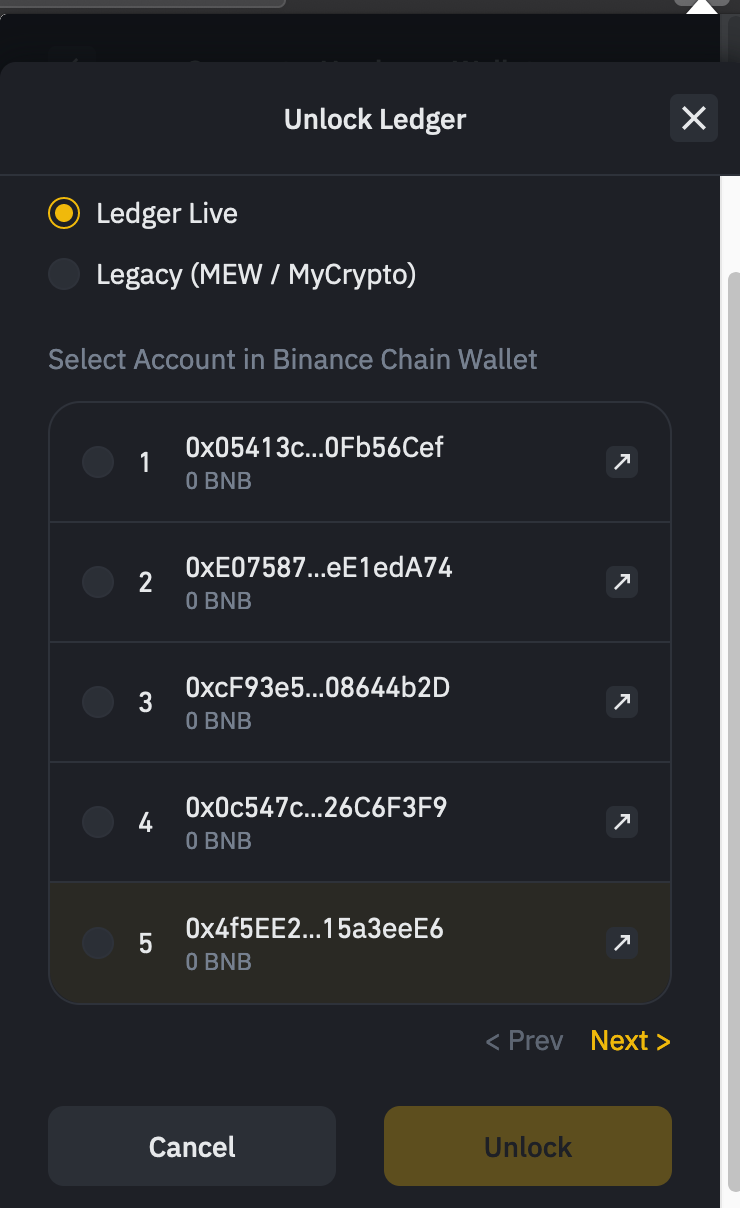 Unlock Ledger
Ledger Live
Legacy (MEW / MyCrypto)
Select Account in Binance Chain Wallet
1
0x05413c...0Fb56Cef
0 BNB
2
0xE07587...eE1edA74
0 BNB
3
0xcF93e5...08644b2D
0 BNB
4
0x0c547c...26C6F3F9
0 BNB
5
0x4f5EE2...15a3eeE6
0 BNB
< Prev
Next >
Cancel
Unlock